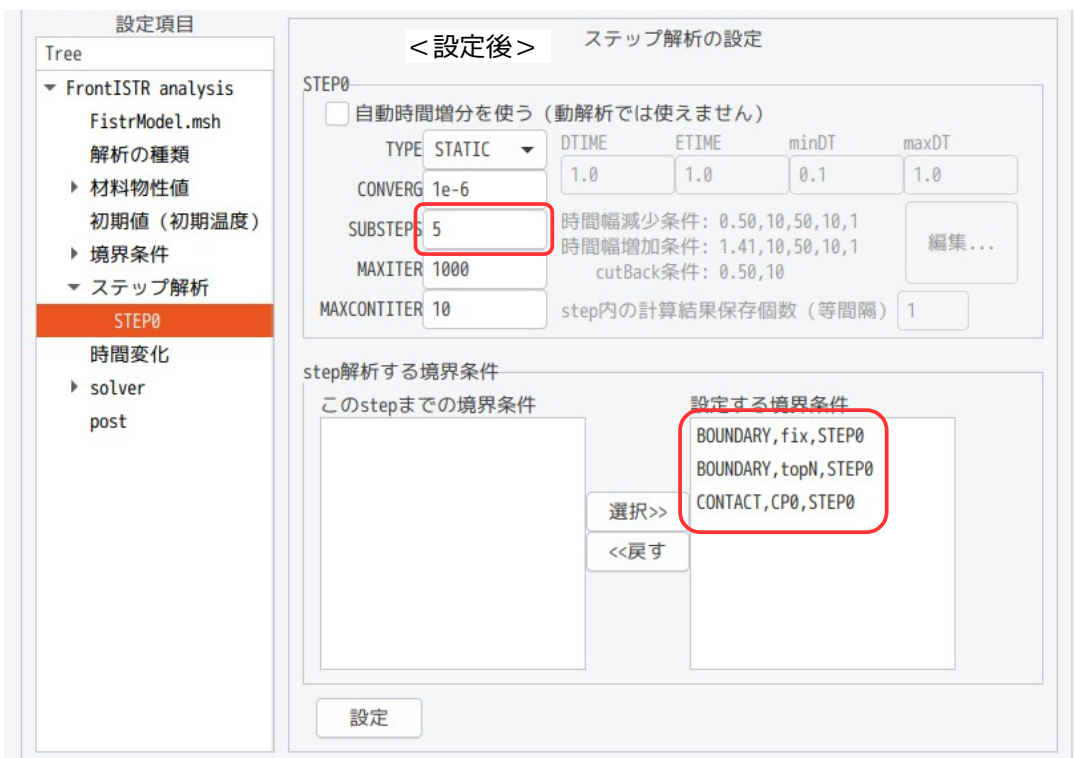 設定項目
Tree
FrontISTR analysis
FistrModel.msh
解析の種類
材料物性値
初期値（初期温度）
境界条件
ステップ解析
STEP0
時間変化
solver
post
＜設定後＞
ステップ解析の設定
STEP0
自動時間増分を使う（動解析では使えません）
TYPE STATIC DTIME ETIME minDT maxDT
1.0 1.0 0.1 1.0
CONVERG 1e-6
SUBSTEPS 5
時間幅減少条件: 0.50,10,50,10,1
時間幅増加条件: 1.41,10,50,10,1
cutBack条件: 0.50,10
編集...
MAXITER 1000
MAXCONTITER 10
step内の計算結果保存個数（等間隔） 1
step解析する境界条件
このstepまでの境界条件
設定する境界条件
BOUNDARY,fix,STEP0
BOUNDARY,topN,STEP0
CONTACT,CP0,STEP0
選択>>
<<戻す
設定